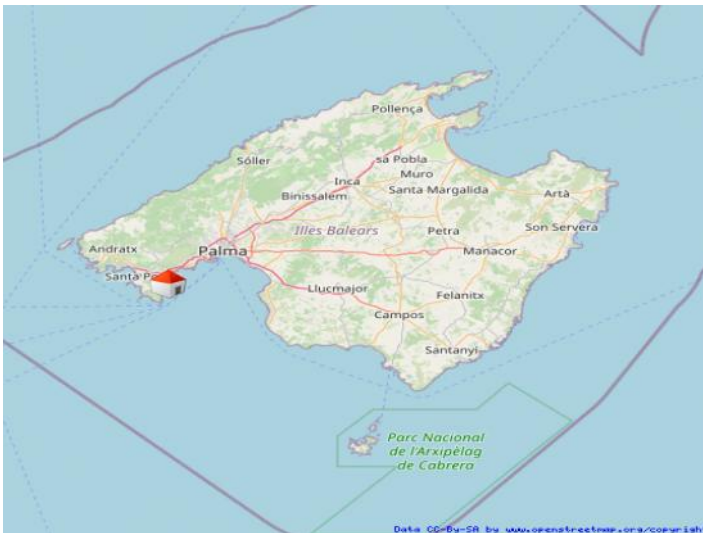 Pollença
sa Pobla
Sóller
Inca
Muro
Binissalem
Santa Margalida
Artà
Illes Balears
Petra
Son Servera
Andratx
Palma
Manacor
Santa
Llucmajor
Felanitx
Campos
Santanyí
Parc Nacional
de l'Arxipèlag
de Cabrera
Data CC-By-SA by www.openstreetmap.org/copyrigh